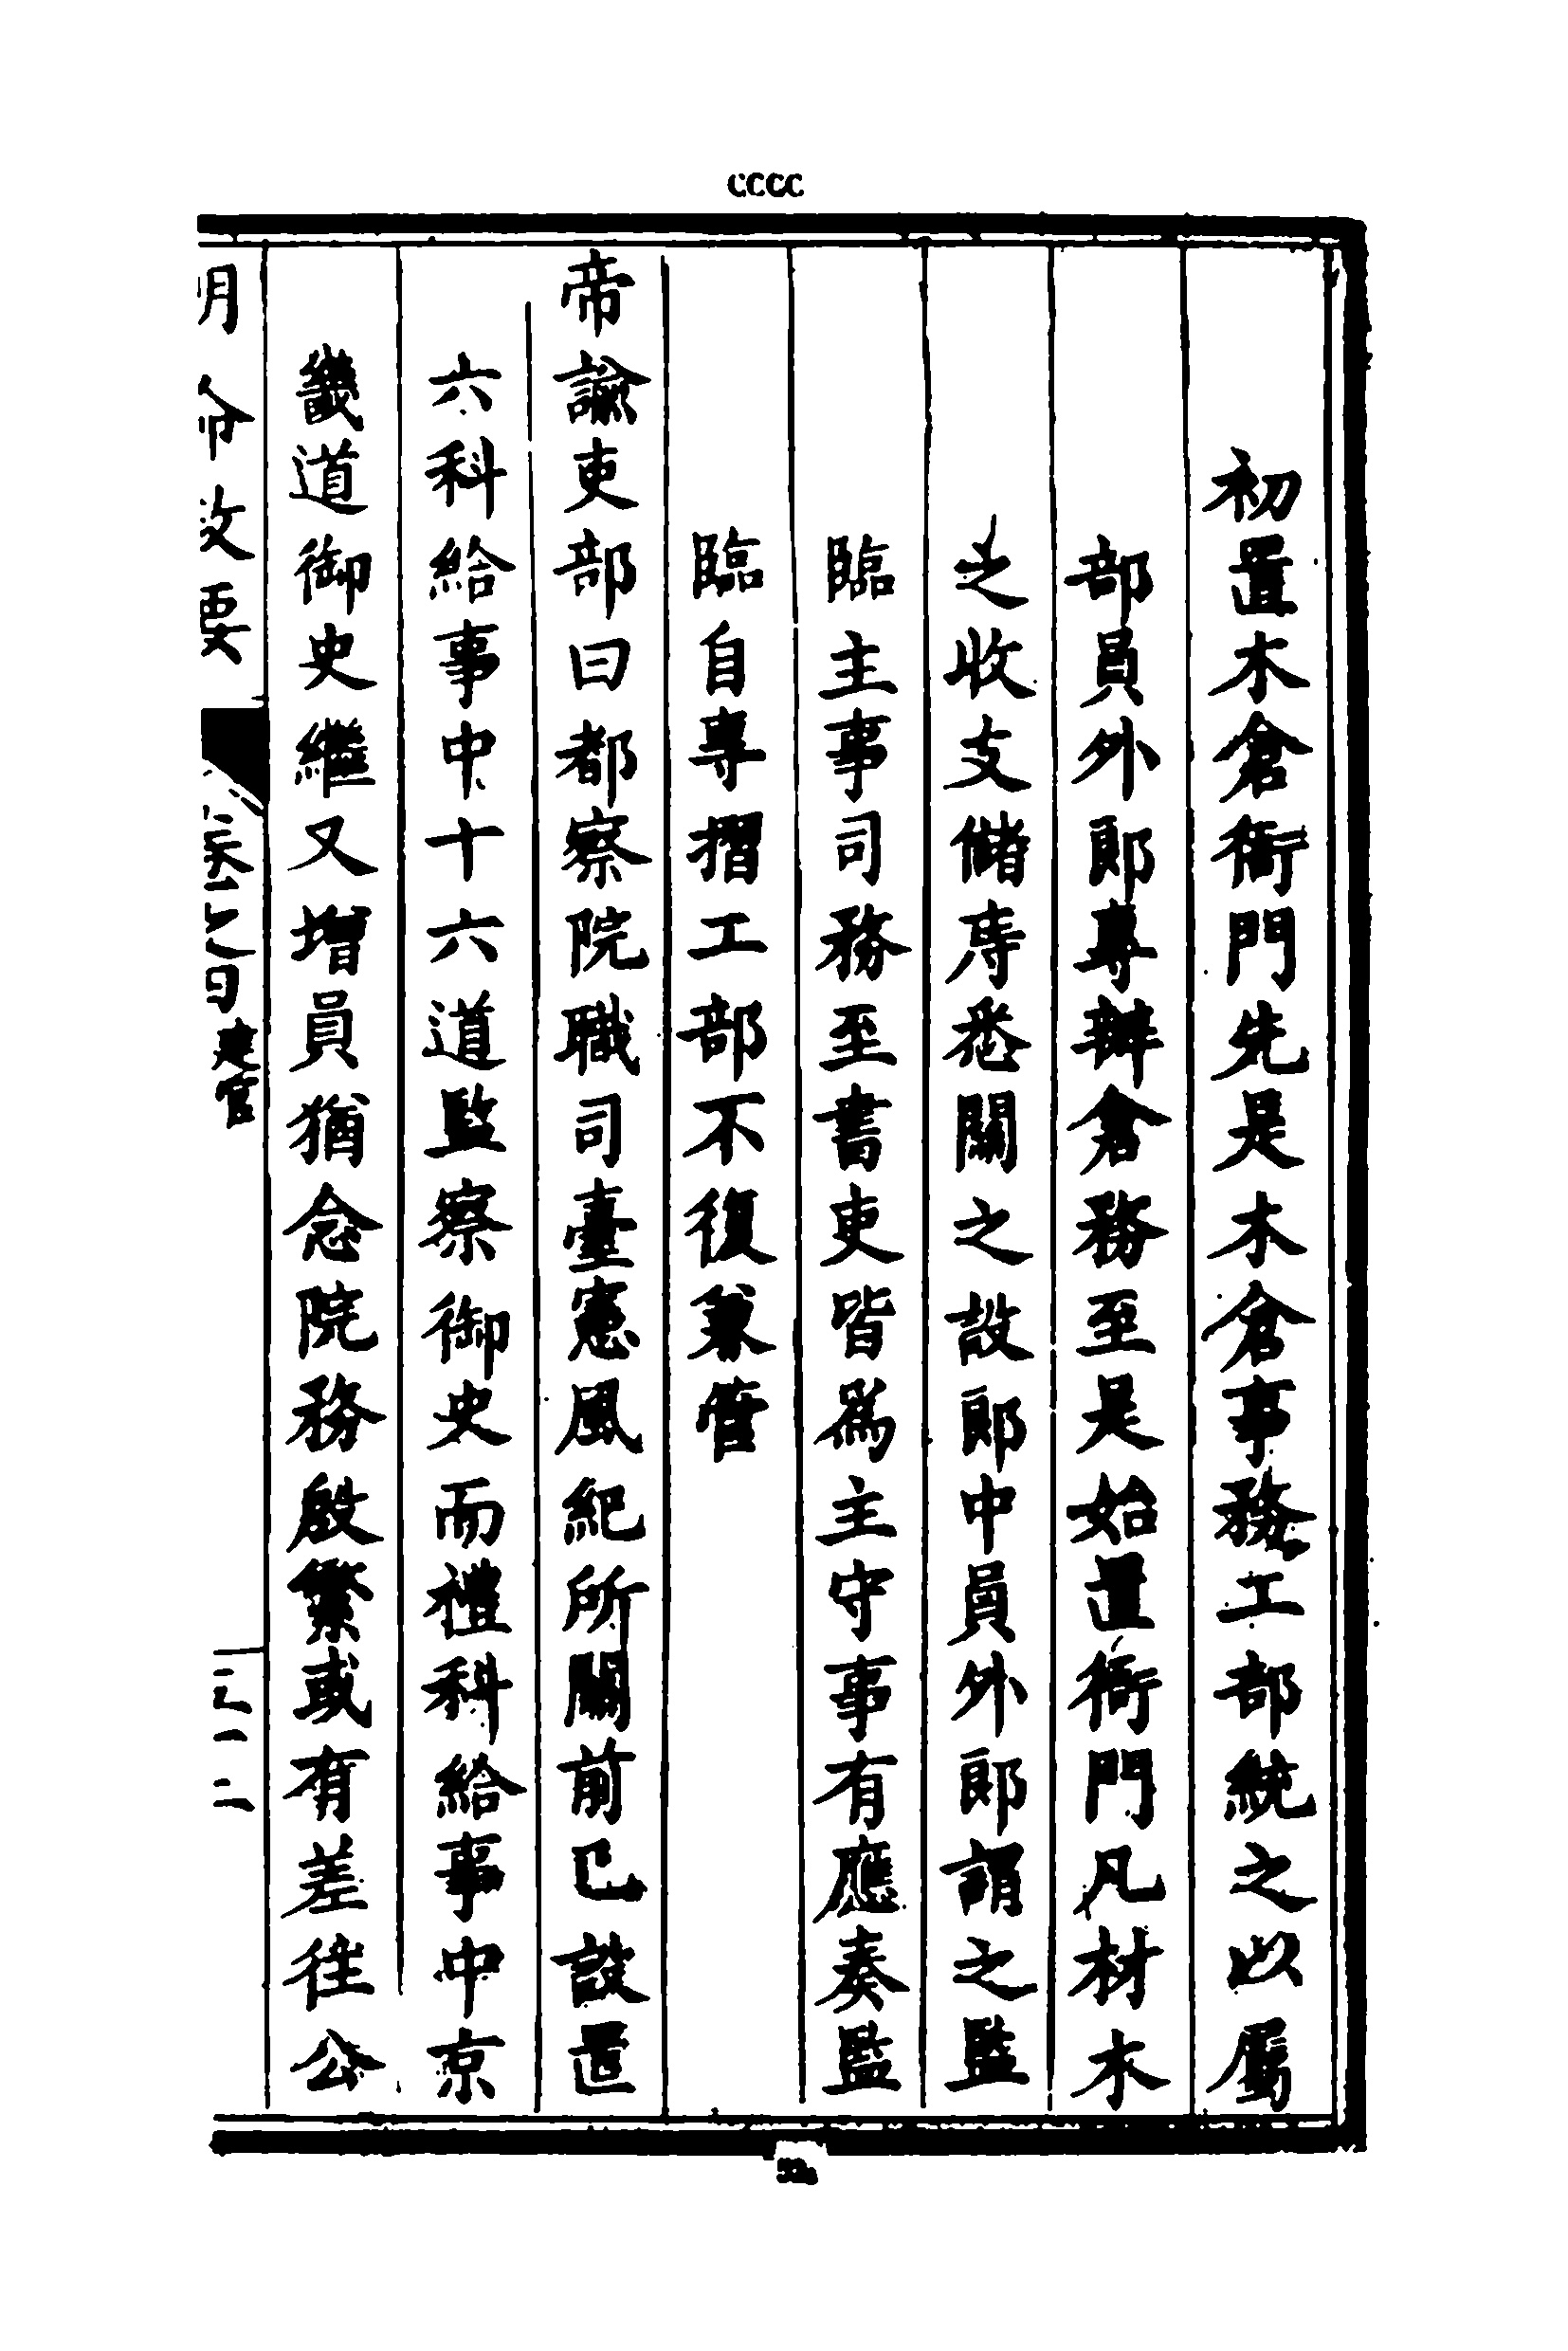 初置木倉衙門先是木倉事務工部統之以屬
部員外郎專辦倉務至是始置衙門凡材木
之收支儲庤悉關之設郎中員外郎謂之監
臨主事司務至書吏皆爲主守事有應奏監
臨自專摺工部不復兼管
帝諭吏部曰都察院職司臺憲風紀所關前已設置
六科給事中十六道監察御史而禮科給事中京
畿道御史繼又增員猶念院務殷繁或有差往公
明命政要
卷之
建官